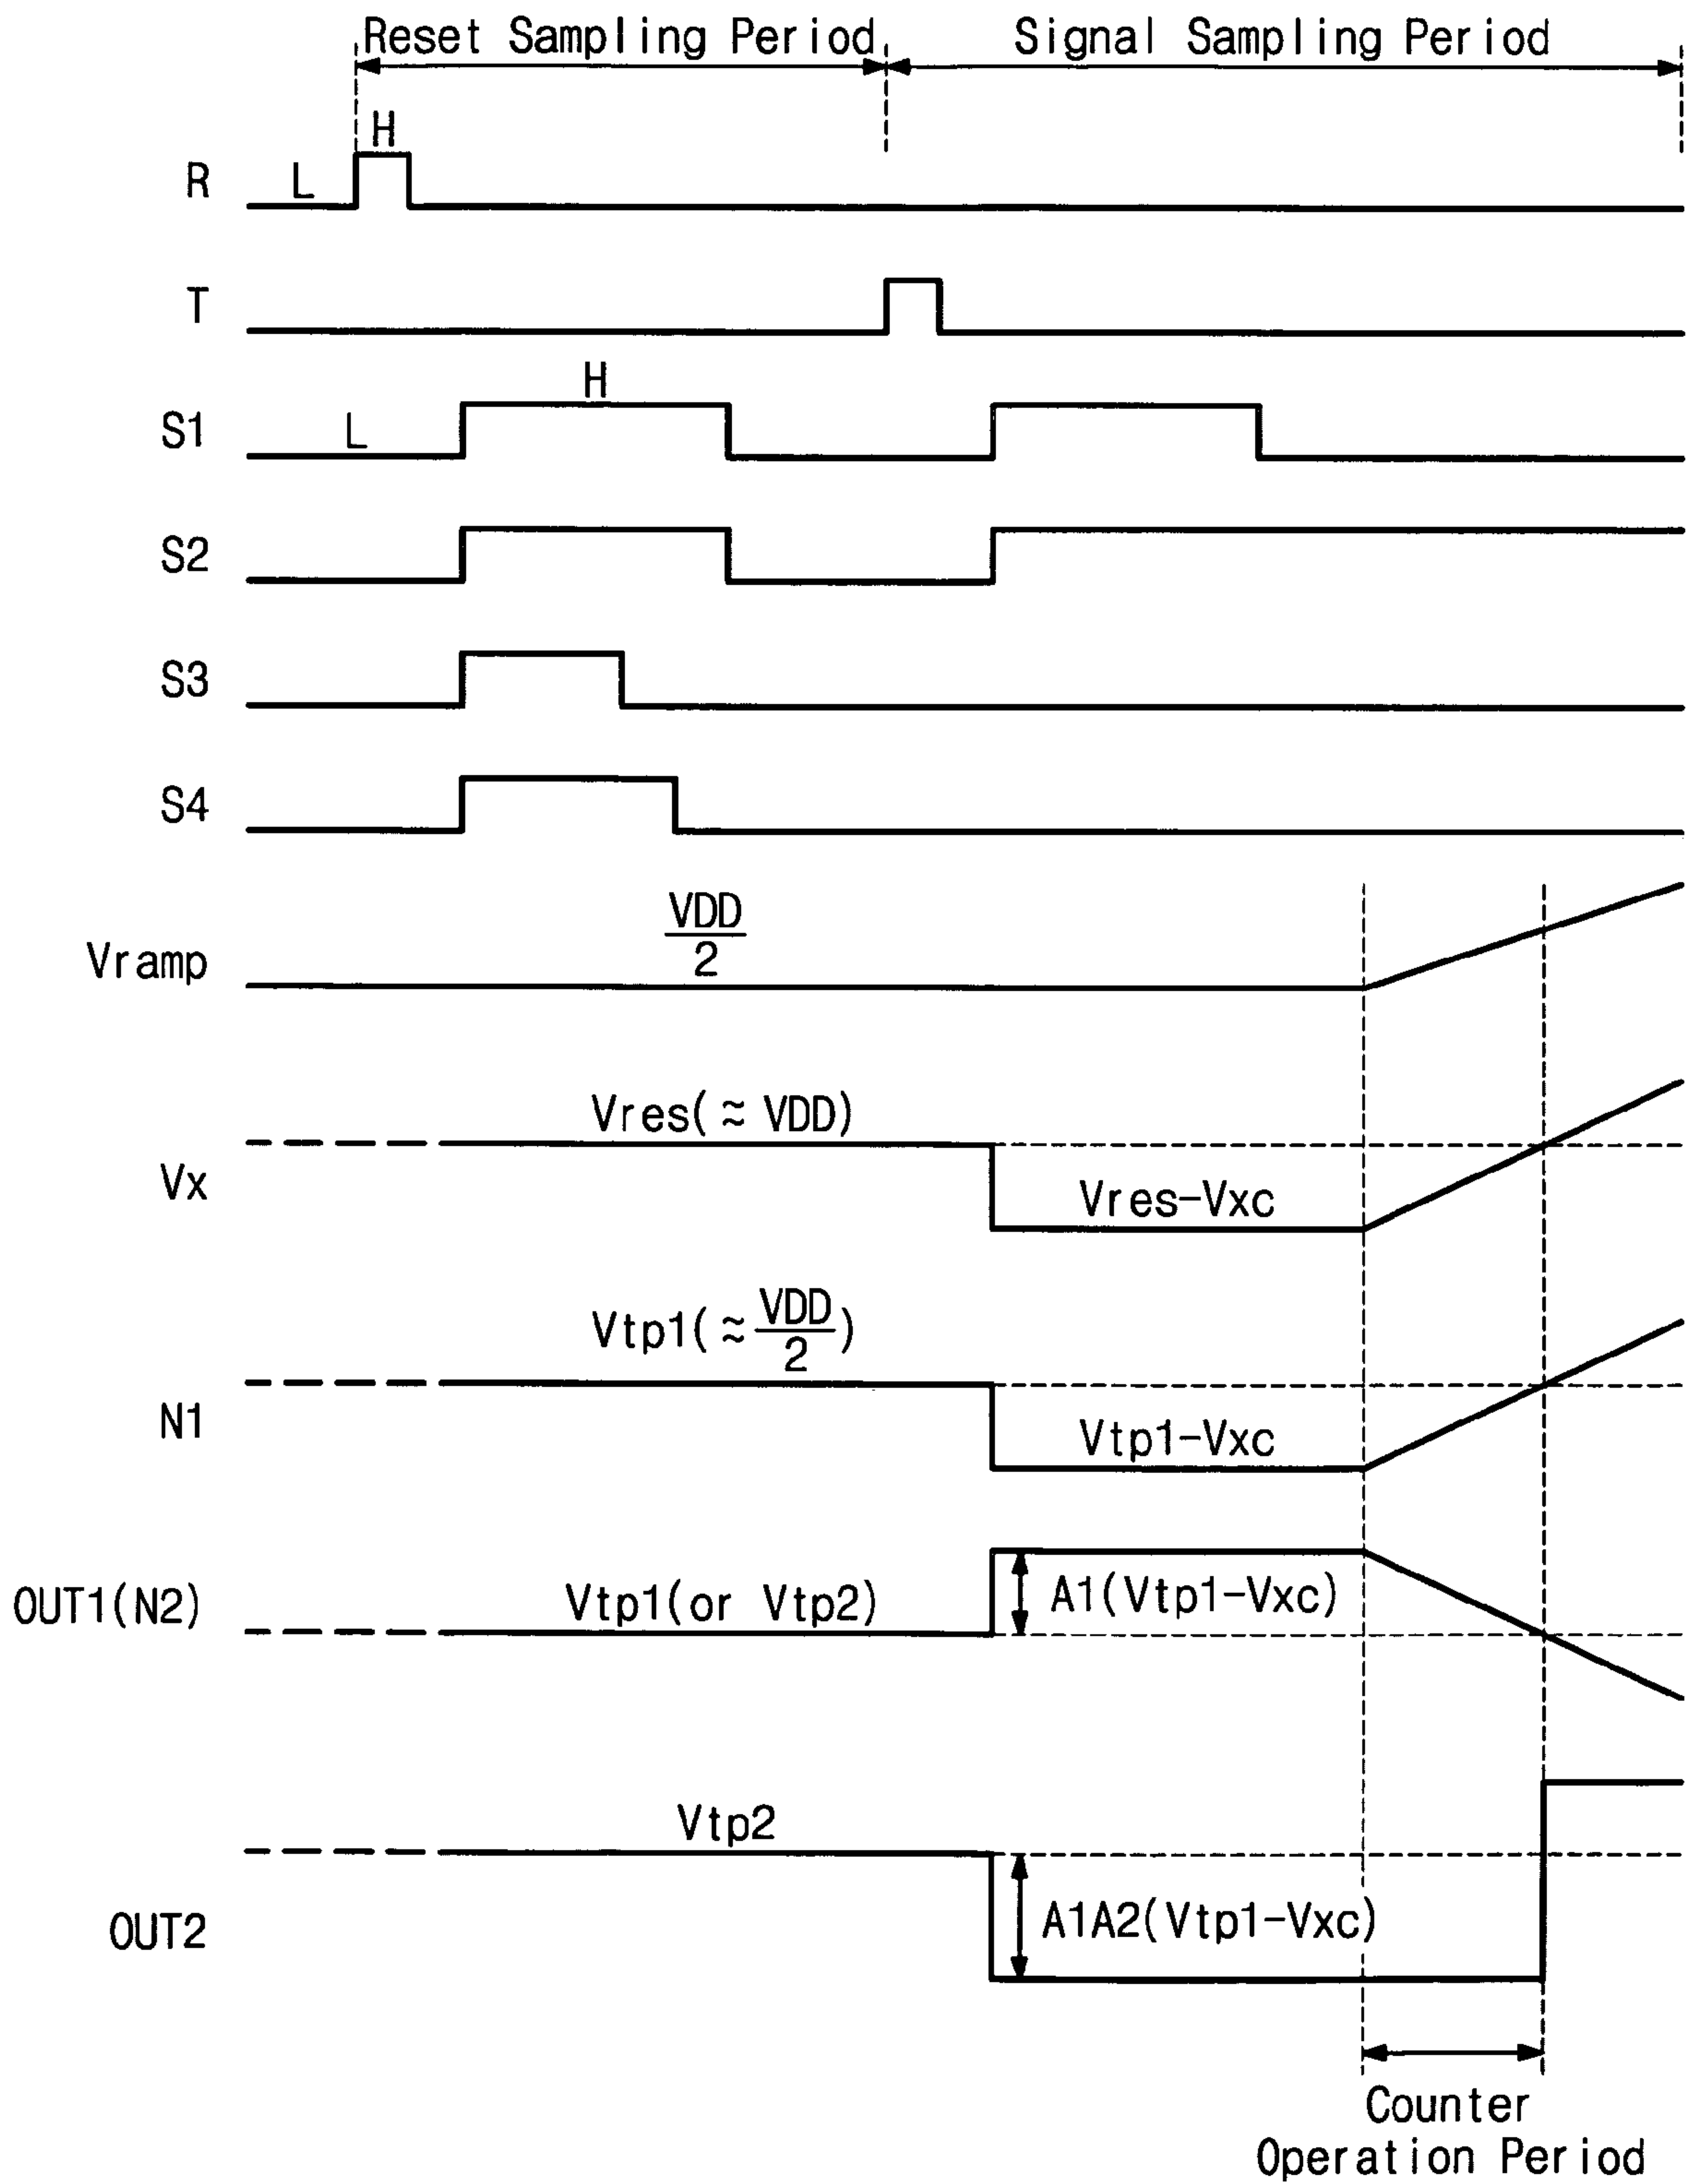 Reset Sampling Period Signal Sampling Period
H
R L
T
H
S1 L
S2
S3
S4
VDD
Vramp
2
Vres(≈ VDD)
Vx
Vres-Vxc
Vtp1(≈ VDD/2)
N1
Vtp1-Vxc
OUT1(N2) Vtp1(or Vtp2) A1(Vtp1-Vxc)
Vtp2
OUT2 A1A2(Vtp1-Vxc)
Counter
Operation Period